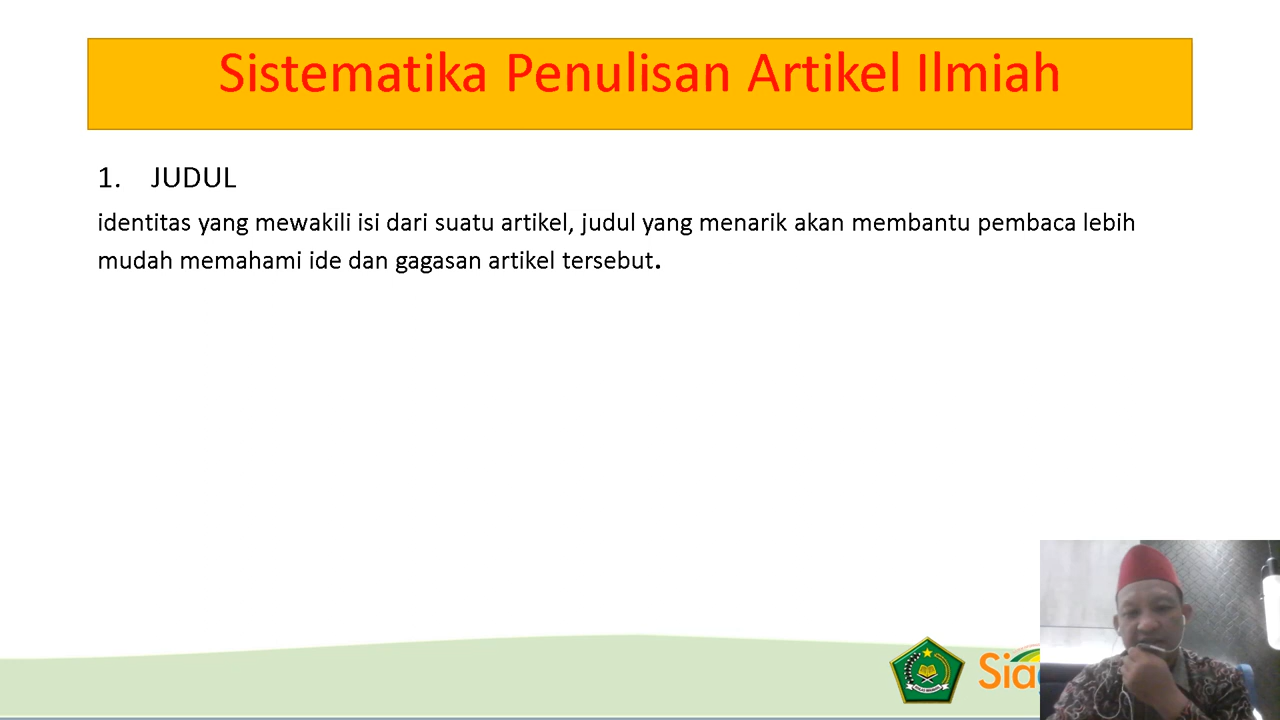 Sistematika Penulisan Artikel Ilmiah
1. JUDUL
identitas yang mewakili isi dari suatu artikel, judul yang menarik akan membantu pembaca lebih
mudah memahami ide dan gagasan artikel tersebut.